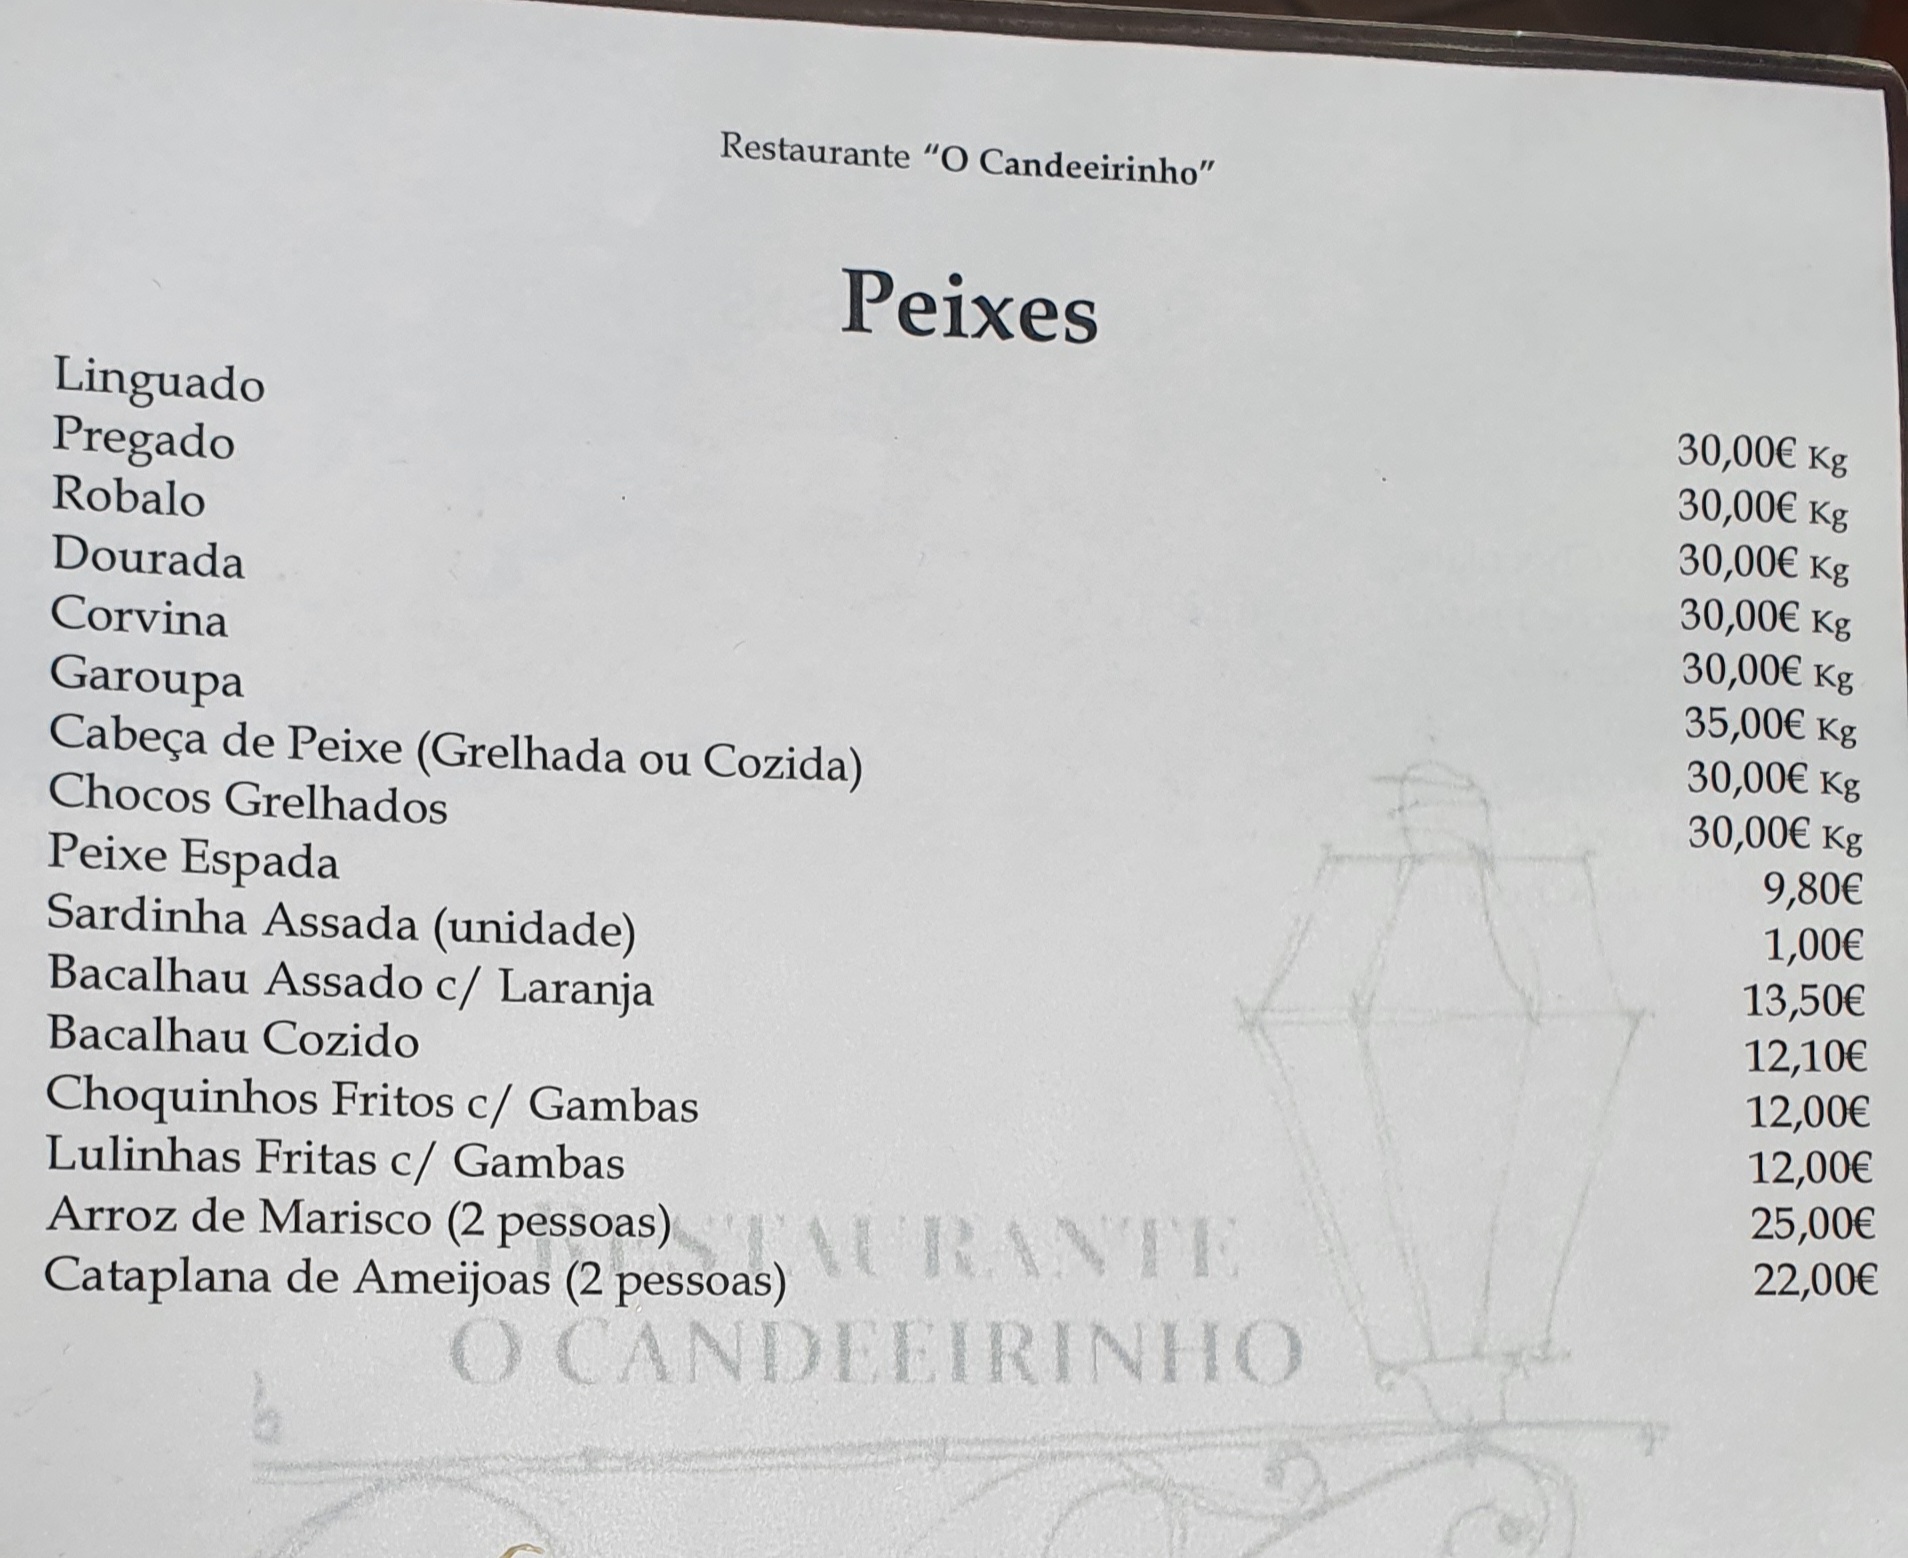 Restaurante "O Candeeirinho"
Peixes
Linguado 30,00€ Kg
Pregado 30,00€ Kg
Robalo 30,00€ Kg
Dourada 30,00€ Kg
Corvina 30,00€ Kg
Garoupa 35,00€ Kg
Cabeça de Peixe (Grelhada ou Cozida) 30,00€ Kg
Chocos Grelhados 30,00€ Kg
Peixe Espada 9,80€
Sardinha Assada (unidade) 1,00€
Bacalhau Assado c/ Laranja 13,50€
Bacalhau Cozido 12,10€
Choquinhos Fritos c/ Gambas 12,00€
Lulinhas Fritas c/ Gambas 12,00€
Arroz de Marisco (2 pessoas) 25,00€
Cataplana de Ameijoas (2 pessoas) 22,00€
RESTAURANTE
O CANDEEIRINHO